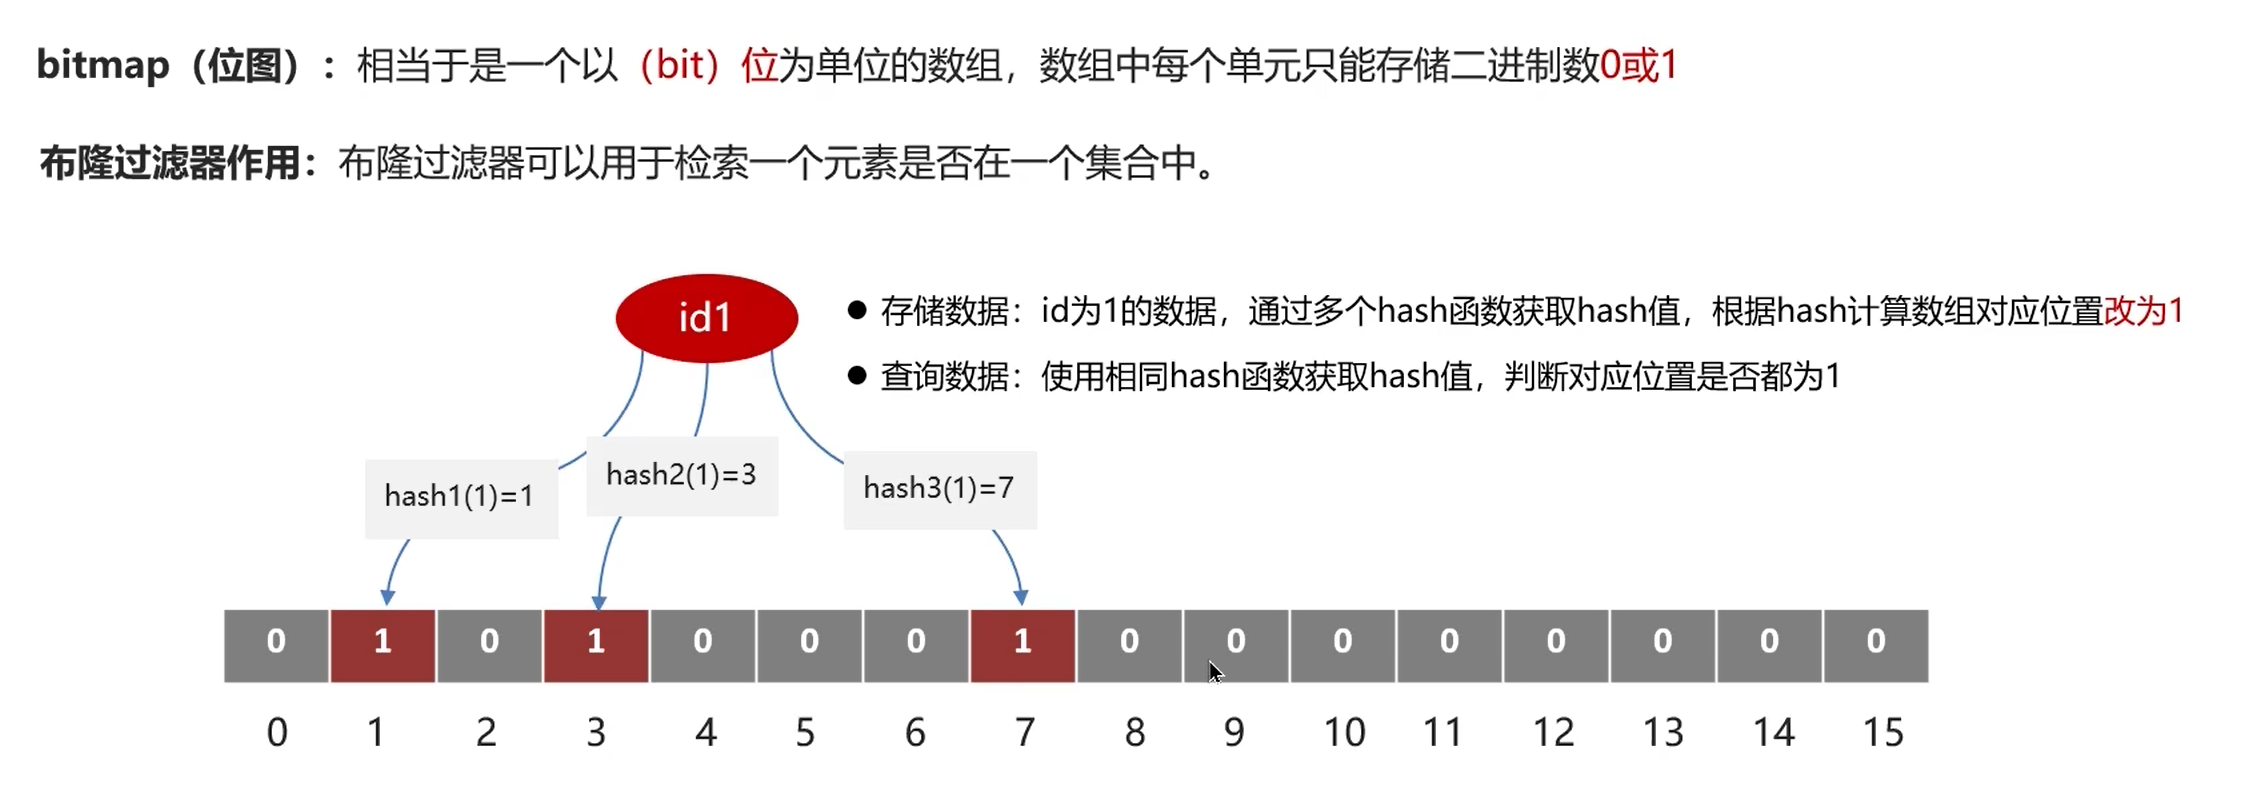 bitmap（位图）：相当于是一个以（bit）位为单位的数组，数组中每个单元只能存储二进制数0或1
布隆过滤器作用：布隆过滤器可以用于检索一个元素是否在一个集合中。
id1
存储数据：id为1的数据，通过多个hash函数获取hash值，根据hash计算数组对应位置改为1
查询数据：使用相同hash函数获取hash值，判断对应位置是否都为1
hash1(1)=1
hash2(1)=3
hash3(1)=7
0 1 0 1 0 0 0 1 0 0 0 0 0 0 0 0
0 1 2 3 4 5 6 7 8 9 10 11 12 13 14 15